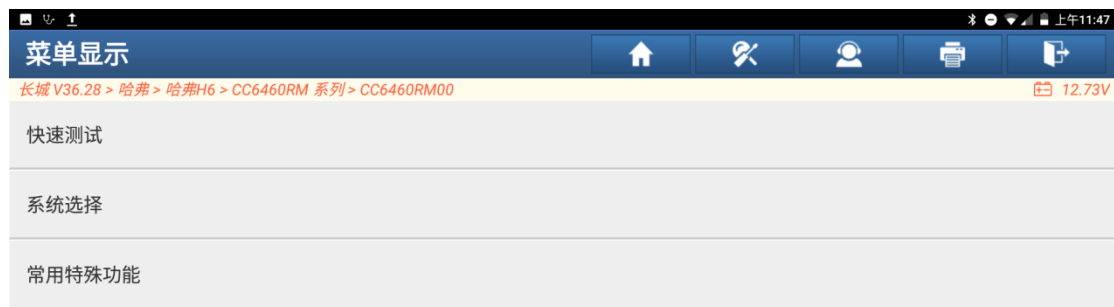 上午11:47
菜单显示
长城 V36.28 > 哈弗 > 哈弗H6 > CC6460RM 系列 > CC6460RM00 12.73V
快速测试
系统选择
常用特殊功能